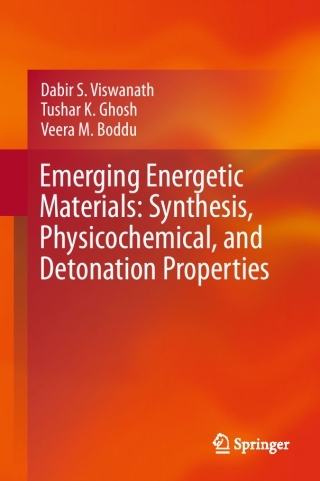 Dabir S. Viswanath
Tushar K. Ghosh
Veera M. Boddu
Emerging Energetic
Materials: Synthesis,
Physicochemical, and
Detonation Properties
Springer